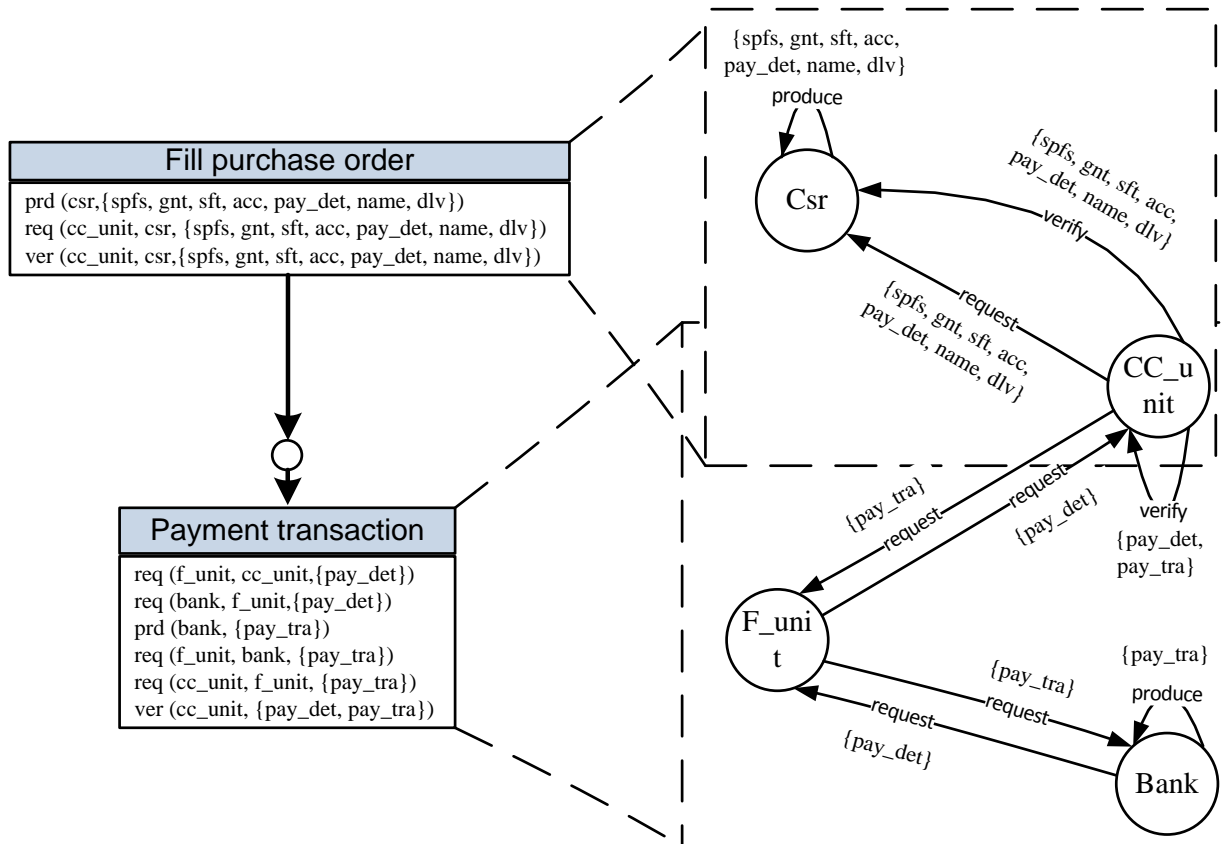 Fill purchase order
prd (csr,{spfs, gnt, sft, acc, pay_det, name, dlv})
req (cc_unit, csr, {spfs, gnt, sft, acc, pay_det, name, dlv})
ver (cc_unit, csr,{spfs, gnt, sft, acc, pay_det, name, dlv})
Payment transaction
req (f_unit, cc_unit,{pay_det})
req (bank, f_unit,{pay_det})
prd (bank, {pay_tra})
req (f_unit, bank, {pay_tra})
req (cc_unit, f_unit, {pay_tra})
ver (cc_unit, {pay_det, pay_tra})
{spfs, gnt, sft, acc,
pay_det, name, dlv}
produce
Csr
{spfs, gnt, sft, acc,
pay_det, name, dlv}
verify
request
{spfs, gnt, sft, acc,
pay_det, name, dlv}
CC_u
nit
{pay_tra}
request
request
{pay_det}
verify
{pay_det,
pay_tra}
F_uni
t
{pay_tra}
request
request
{pay_det}
{pay_tra}
produce
Bank